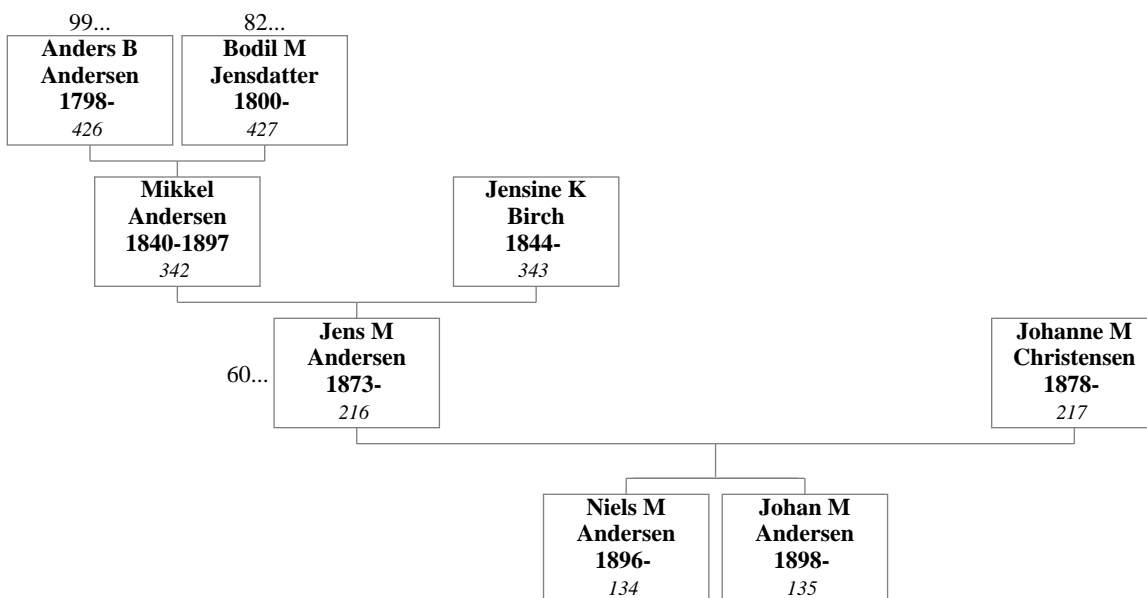 99...
82...
Anders B
Andersen
1798-
426
Bodil M
Jensdatter
1800-
427
Mikkel
Andersen
1840-1897
342
Jensine K
Birch
1844-
343
60...
Jens M
Andersen
1873-
216
Johanne M
Christensen
1878-
217
Niels M
Andersen
1896-
134
Johan M
Andersen
1898-
135